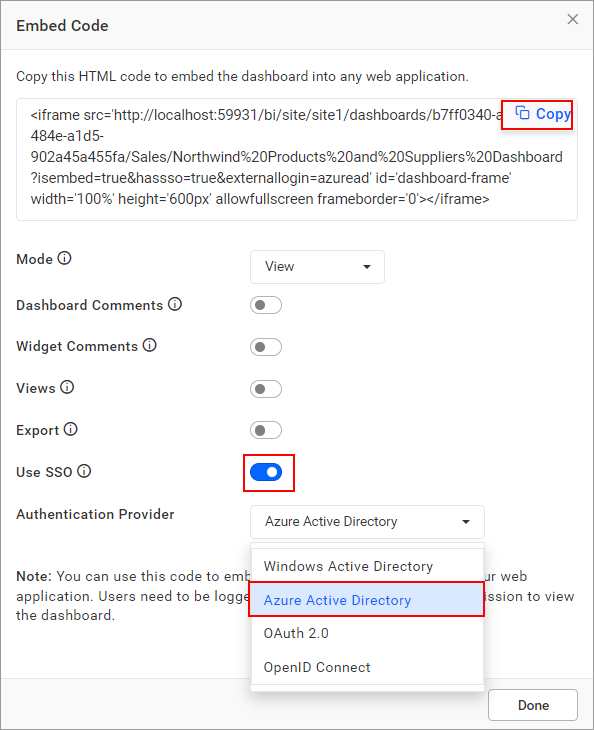 Embed Code
Copy this HTML code to embed the dashboard into any web application.
<iframe src='http://localhost:59931/bi/site/site1/dashboards/b7ff0340-a
Copy
484e-a1d5-
902a45a455fa/Sales/Northwind%20Products%20and%20Suppliers%20Dashboard
?isembed=true&hassso=true&externallogin=azuread' id='dashboard-frame'
width='100%' height='600px' allowfullscreen frameborder='0'></iframe>
Mode
View
Dashboard Comments
Widget Comments
Views
Export
Use SSO
Authentication Provider
Azure Active Directory
Windows Active Directory
Azure Active Directory
OAuth 2.0
OpenID Connect
Note: You can use this code to emb ur web
application. Users need to be logge ission to view
the dashboard.
Done